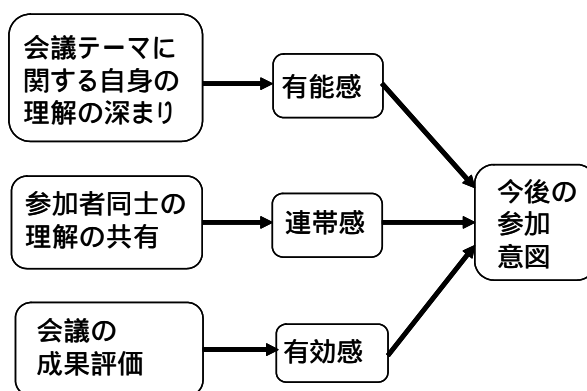 会議テーマに
関する自身の
理解の深まり
有能感
参加者同士の
理解の共有
連帯感
今後の
参加
意図
会議の
成果評価
有効感